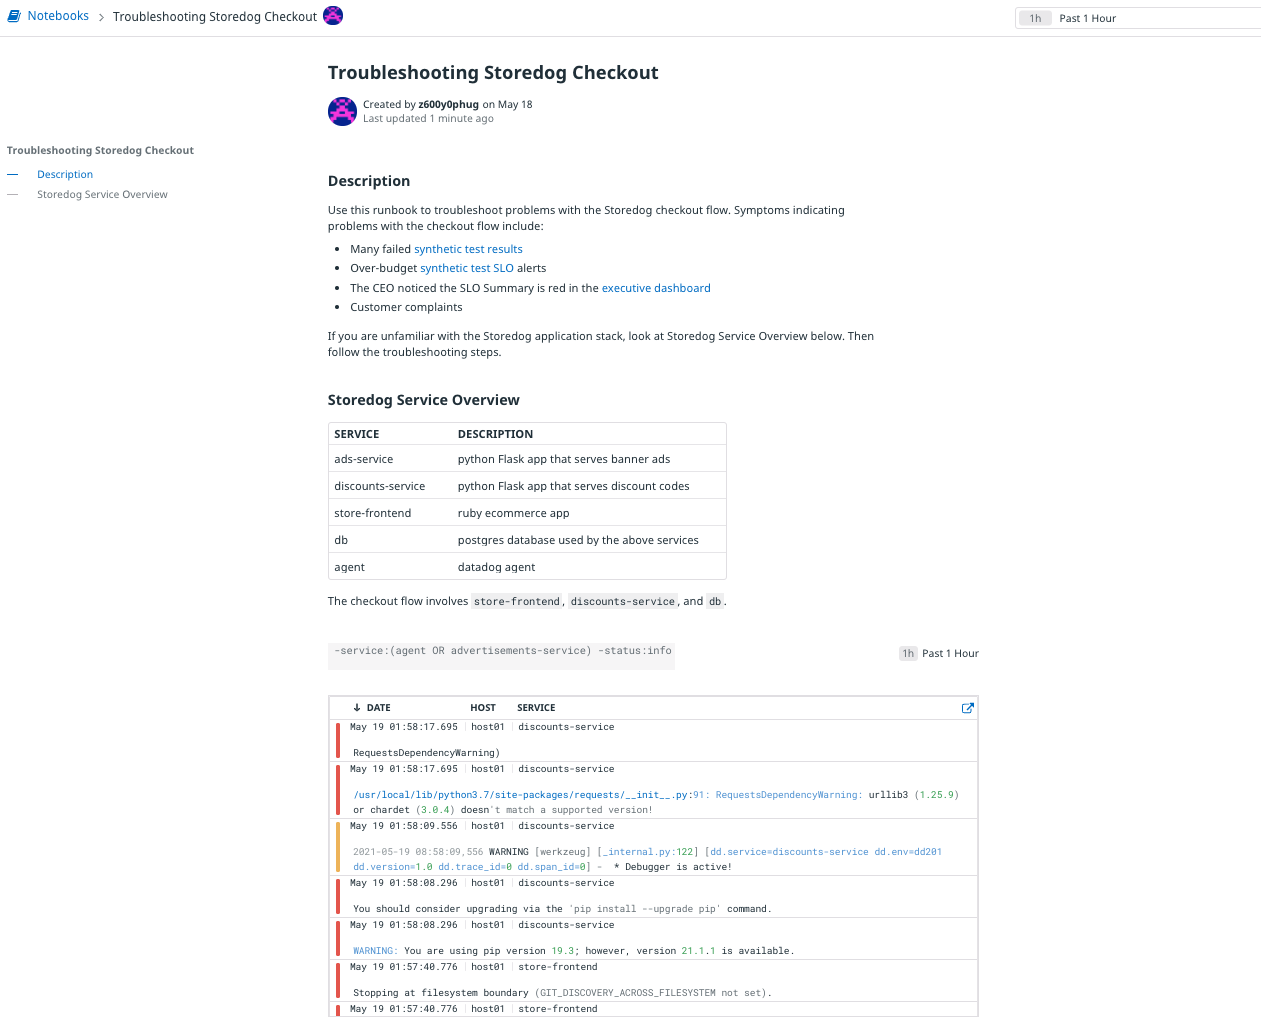 Notebooks > Troubleshooting Storedog Checkout
1h Past 1 Hour
Troubleshooting Storedog Checkout
Created by z600y0phug on May 18
Last updated 1 minute ago
Troubleshooting Storedog Checkout
Description
Storedog Service Overview
Description
Use this runbook to troubleshoot problems with the Storedog checkout flow. Symptoms indicating
problems with the checkout flow include:
• Many failed synthetic test results
• Over-budget synthetic test SLO alerts
• The CEO noticed the SLO Summary is red in the executive dashboard
• Customer complaints
If you are unfamiliar with the Storedog application stack, look at Storedog Service Overview below. Then
follow the troubleshooting steps.
Storedog Service Overview
SERVICE DESCRIPTION
ads-service python Flask app that serves banner ads
discounts-service python Flask app that serves discount codes
store-frontend ruby ecommerce app
db postgres database used by the above services
agent datadog agent
The checkout flow involves store-frontend, discounts-service, and db.
-service:(agent OR advertisements-service) -status:info
1h Past 1 Hour
↓ DATE HOST SERVICE
May 19 01:58:17.695 host01 discounts-service
RequestsDependencyWarning)
May 19 01:58:17.695 host01 discounts-service
/usr/local/lib/python3.7/site-packages/requests/__init__.py:91: RequestsDependencyWarning: urllib3 (1.25.9)
or chardet (3.0.4) doesn't match a supported version!
May 19 01:58:09.556 host01 discounts-service
2021-05-19 08:58:09,556 WARNING [werkzeug] [_internal.py:122] [dd.service=discounts-service dd.env=dd201
dd.version=1.0 dd.trace_id=0 dd.span_id=0] - * Debugger is active!
May 19 01:58:08.296 host01 discounts-service
You should consider upgrading via the 'pip install --upgrade pip' command.
May 19 01:58:08.296 host01 discounts-service
WARNING: You are using pip version 19.3; however, version 21.1.1 is available.
May 19 01:57:40.776 host01 store-frontend
Stopping at filesystem boundary (GIT_DISCOVERY_ACROSS_FILESYSTEM not set).
May 19 01:57:40.776 host01 store-frontend